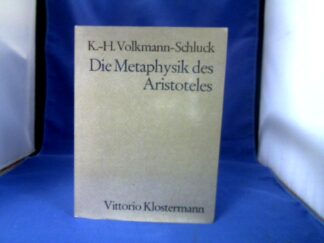 K.-H. Volkmann-Schluck
Die Metaphysik des
Aristoteles
Vittorio Klostermann